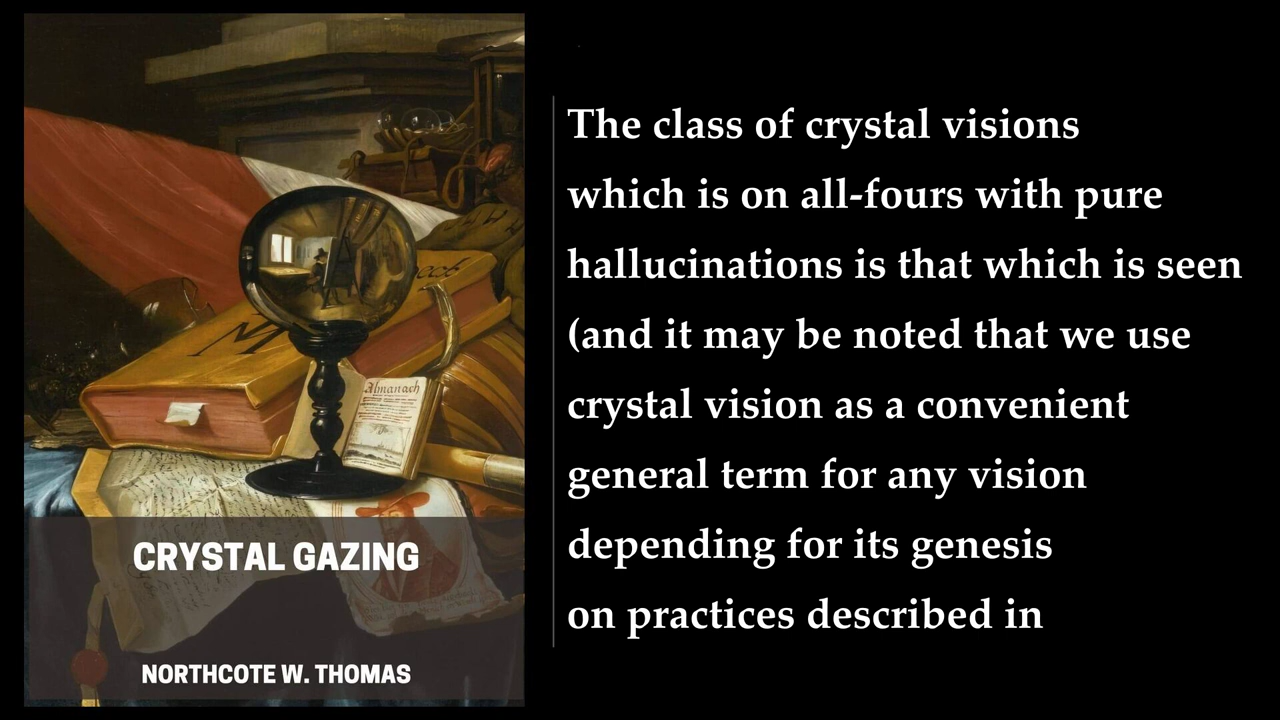 M
Almanach
CRYSTAL GAZING
NORTHCOTE W. THOMAS
The class of crystal visions
which is on all-fours with pure
hallucinations is that which is seen
(and it may be noted that we use
crystal vision as a convenient
general term for any vision
depending for its genesis
on practices described in